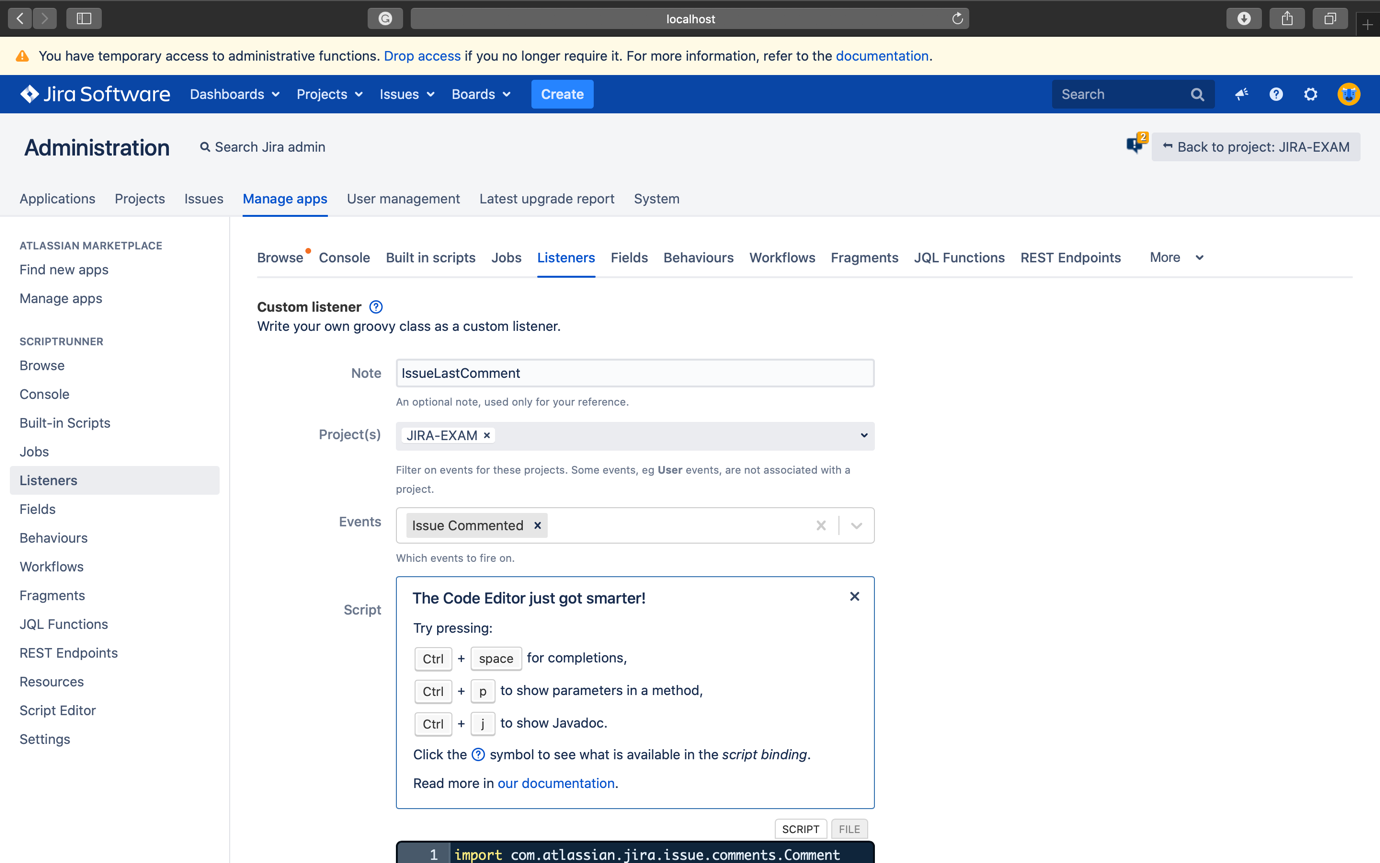 localhost
You have temporary access to administrative functions. Drop access if you no longer require it. For more information, refer to the documentation.
Jira Software Dashboards Projects Issues Boards Create Search
Administration Search Jira admin 2 Back to project: JIRA-EXAM
Applications Projects Issues Manage apps User management Latest upgrade report System
ATLASSIAN MARKETPLACE
Find new apps
Manage apps
SCRIPTRUNNER
Browse
Console
Built-in Scripts
Jobs
Listeners
Fields
Behaviours
Workflows
Fragments
JQL Functions
REST Endpoints
Resources
Script Editor
Settings
Browse Console Built in scripts Jobs Listeners Fields Behaviours Workflows Fragments JQL Functions REST Endpoints More
Custom listener ?
Write your own groovy class as a custom listener.
Note IssueLastComment
An optional note, used only for your reference.
Project(s) JIRA-EXAM ×
Filter on events for these projects. Some events, eg User events, are not associated with a
project.
Events Issue Commented ×
Which events to fire on.
Script
The Code Editor just got smarter!
Try pressing:
Ctrl + space for completions,
Ctrl + p to show parameters in a method,
Ctrl + j to show Javadoc.
Click the ? symbol to see what is available in the script binding.
Read more in our documentation.
SCRIPT FILE
1 import com.atlassian.jira.issue.comments.Comment